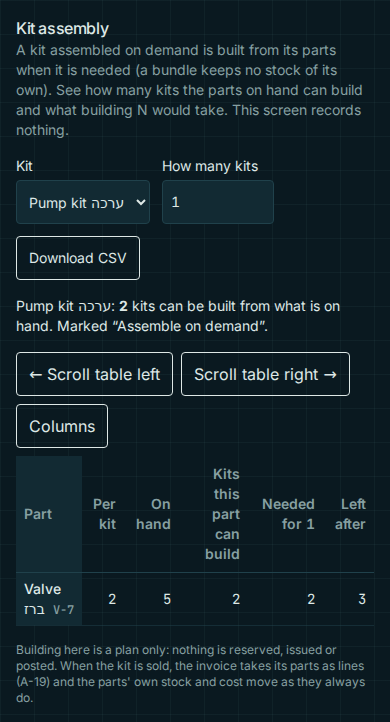 Kit assembly
A kit assembled on demand is built from its parts
when it is needed (a bundle keeps no stock of its
own). See how many kits the parts on hand can build
and what building N would take. This screen records
nothing.
Kit
How many kits
Pump kit ערכה
1
Download CSV
Pump kit ערכה: 2 kits can be built from what is on
hand. Marked “Assemble on demand”.
← Scroll table left
Scroll table right →
Columns
Part
Per
kit
On
hand
Kits
this
part
can
build
Needed
for 1
Left
after
Valve
ברז V-7
2
5
2
2
3
Building here is a plan only: nothing is reserved, issued or
posted. When the kit is sold, the invoice takes its parts as lines
(A-19) and the parts' own stock and cost move as they always
do.